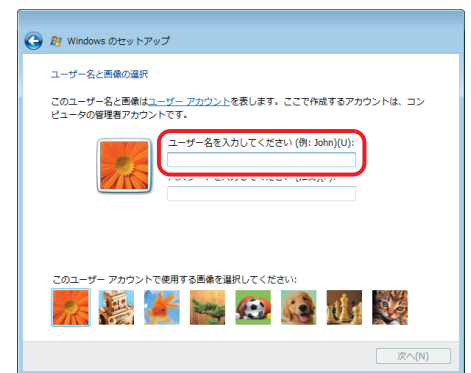 Windows のセットアップ
ユーザー名と画像の選択
このユーザー名と画像はユーザー アカウントを表します。ここで作成するアカウントは、コン
ピュータの管理者アカウントです。
ユーザー名を入力してください (例: John)(U):
このユーザー アカウントで使用する画像を選択してください:
次へ(N)